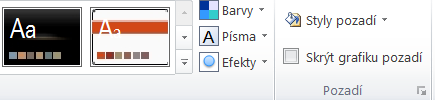 Aa
Aa
Barvy
Písma
Efekty
Styly pozadí
Skrýt grafiku pozadí
Pozadí